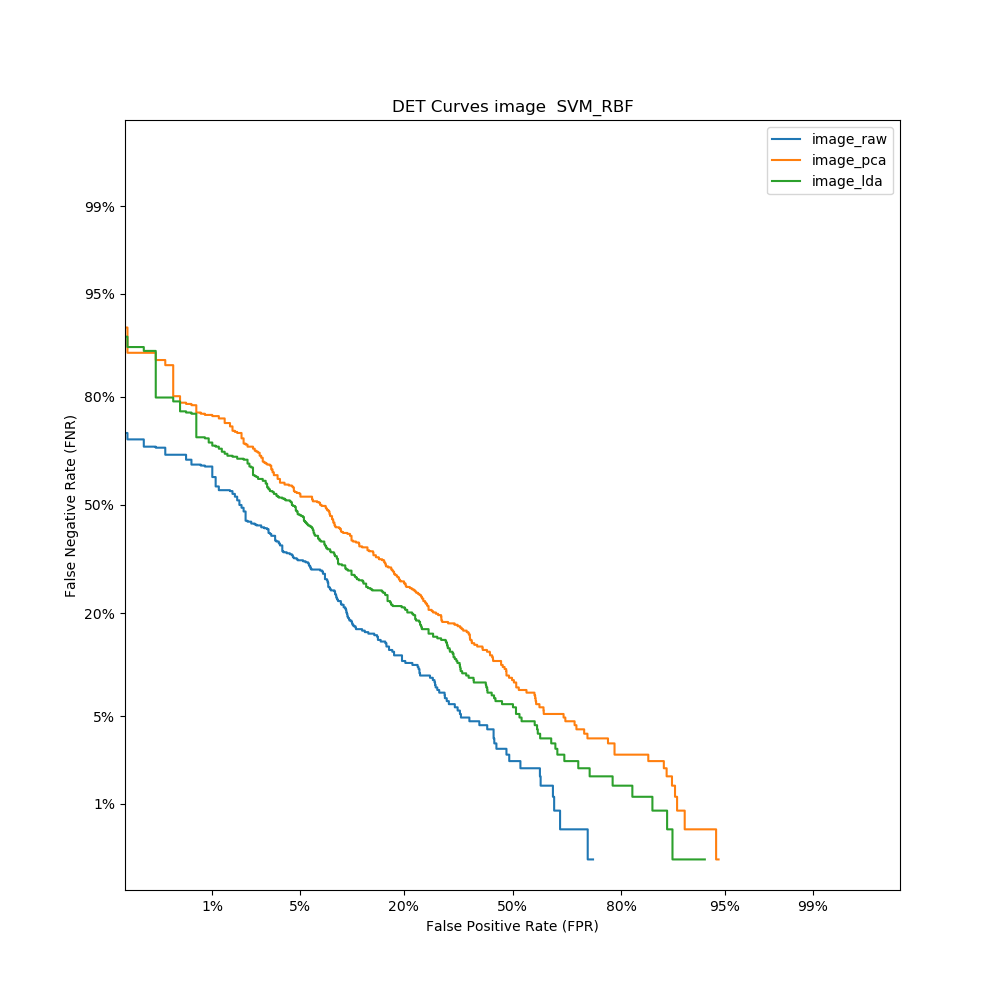 DET Curves image  SVM_RBF
image_raw
image_pca
image_lda
99%
95%
80%
50%
20%
5%
1%
False Negative Rate (FNR)
1% 5% 20% 50% 80% 95% 99%
False Positive Rate (FPR)